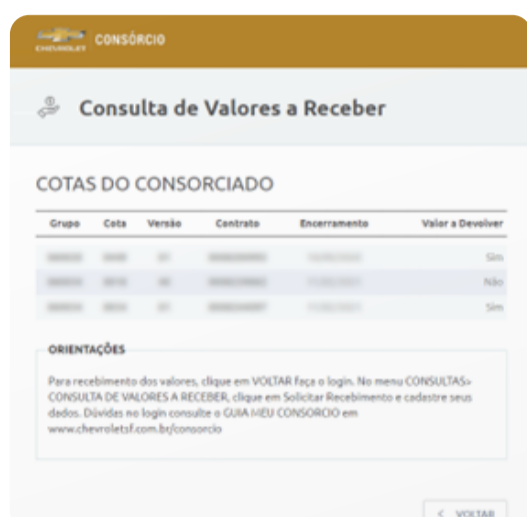 CHEVROLET CONSÓRCIO
Consulta de Valores a Receber
COTAS DO CONSORCIADO
Grupo Cota Versão Contrato Encerramento Valor a Devolver
Sim
Não
Sim
ORIENTAÇÕES
Para recebimento dos valores, clique em VOLTAR faça o login. No menu CONSULTAS>
CONSULTA DE VALORES A RECEBER, clique em Solicitar Recebimento e cadastre seus
dados. Dúvidas no login consulte o GUIA MEU CONSORCIO em
www.chevroletsf.com.br/consorcio
< VOLTAR